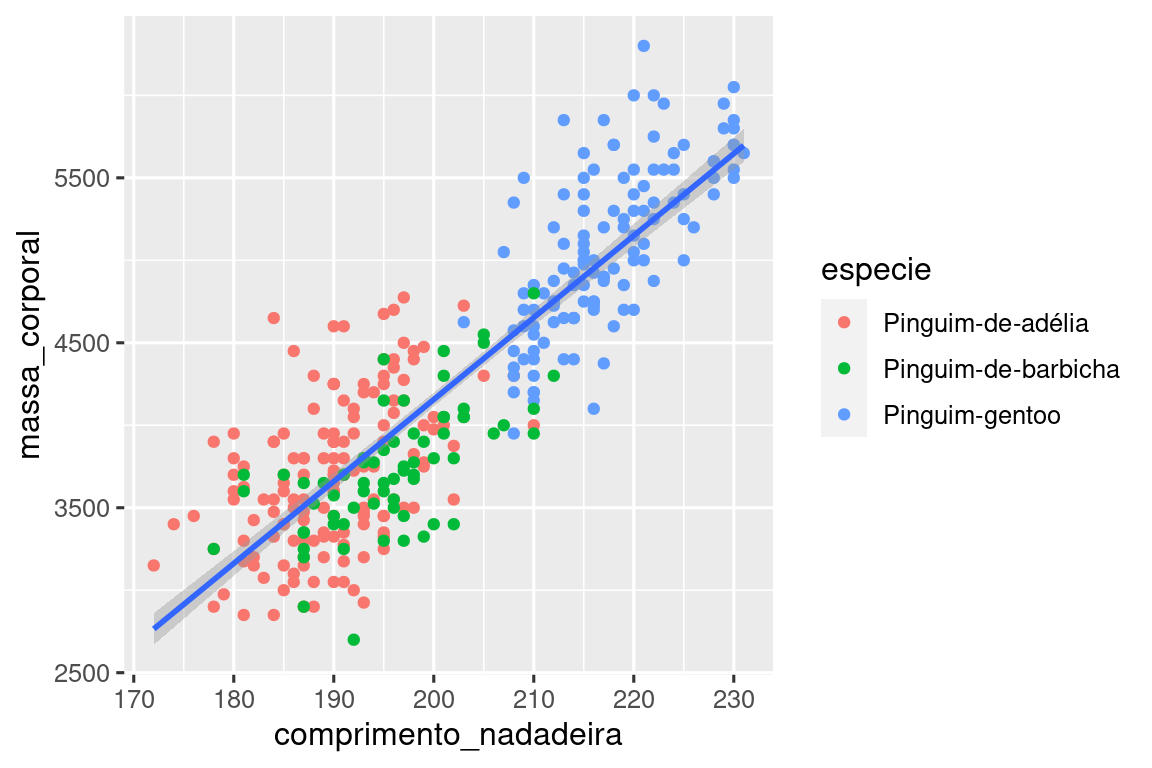 massa_corporal
5500
4500
3500
2500
170 180 190 200 210 220 230
comprimento_nadadeira
especie
Pinguim-de-adélia
Pinguim-de-barbicha
Pinguim-gentoo